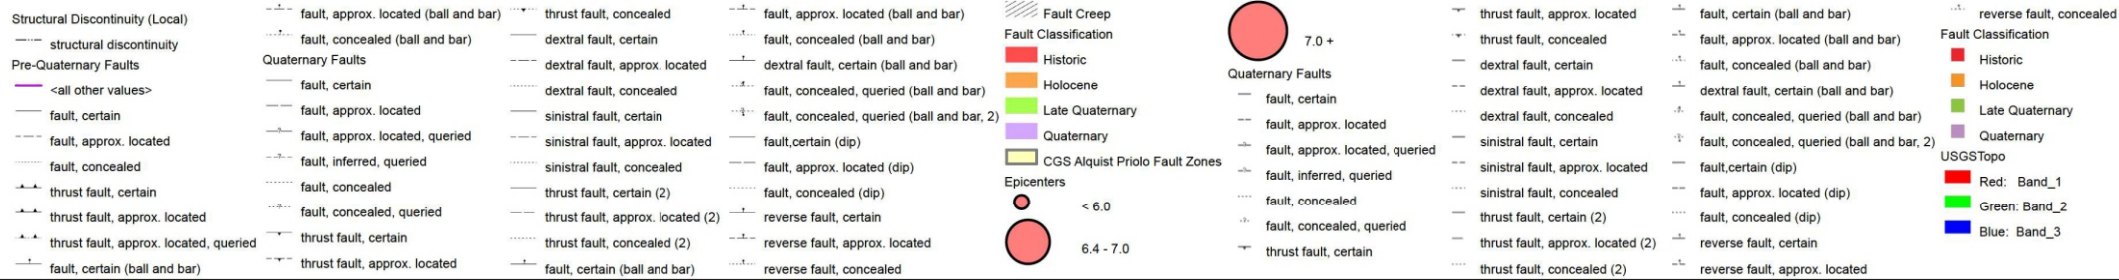 Structural Discontinuity (Local)
structural discontinuity
Pre-Quaternary Faults
<all other values>
fault, certain
fault, approx. located
fault, concealed
thrust fault, certain
thrust fault, approx. located
thrust fault, approx. located, queried
fault, certain (ball and bar)
fault, approx. located (ball and bar)
fault, concealed (ball and bar)
Quaternary Faults
fault, certain
fault, approx. located
fault, approx. located, queried
fault, inferred, queried
fault, concealed
fault, concealed, queried
thrust fault, certain
thrust fault, approx. located
thrust fault, concealed
dextral fault, certain
dextral fault, approx. located
dextral fault, concealed
sinistral fault, certain
sinistral fault, approx. located
sinistral fault, concealed
thrust fault, certain (2)
thrust fault, approx. located (2)
thrust fault, concealed (2)
fault, certain (ball and bar)
fault, approx. located (ball and bar)
fault, concealed (ball and bar)
dextral fault, certain (ball and bar)
fault, concealed, queried (ball and bar)
fault, concealed, queried (ball and bar, 2)
fault,certain (dip)
fault, approx. located (dip)
fault, concealed (dip)
reverse fault, certain
reverse fault, approx. located
reverse fault, concealed
Fault Creep
Fault Classification
Historic
Holocene
Late Quaternary
Quaternary
CGS Alquist Priolo Fault Zones
Epicenters
< 6.0
6.4 - 7.0
7.0 +
Quaternary Faults
fault, certain
fault, approx. located
fault, approx. located, queried
fault, inferred, queried
fault, concealed
fault, concealed, queried
thrust fault, certain
thrust fault, approx. located
thrust fault, concealed
dextral fault, certain
dextral fault, approx. located
dextral fault, concealed
sinistral fault, certain
sinistral fault, approx. located
sinistral fault, concealed
thrust fault, certain (2)
thrust fault, approx. located (2)
thrust fault, concealed (2)
fault, certain (ball and bar)
fault, approx. located (ball and bar)
fault, concealed (ball and bar)
dextral fault, certain (ball and bar)
fault, concealed, queried (ball and bar)
fault, concealed, queried (ball and bar, 2)
fault,certain (dip)
fault, approx. located (dip)
fault, concealed (dip)
reverse fault, certain
reverse fault, approx. located
reverse fault, concealed
Fault Classification
Historic
Holocene
Late Quaternary
Quaternary
USGSTopo
Red: Band_1
Green: Band_2
Blue: Band_3